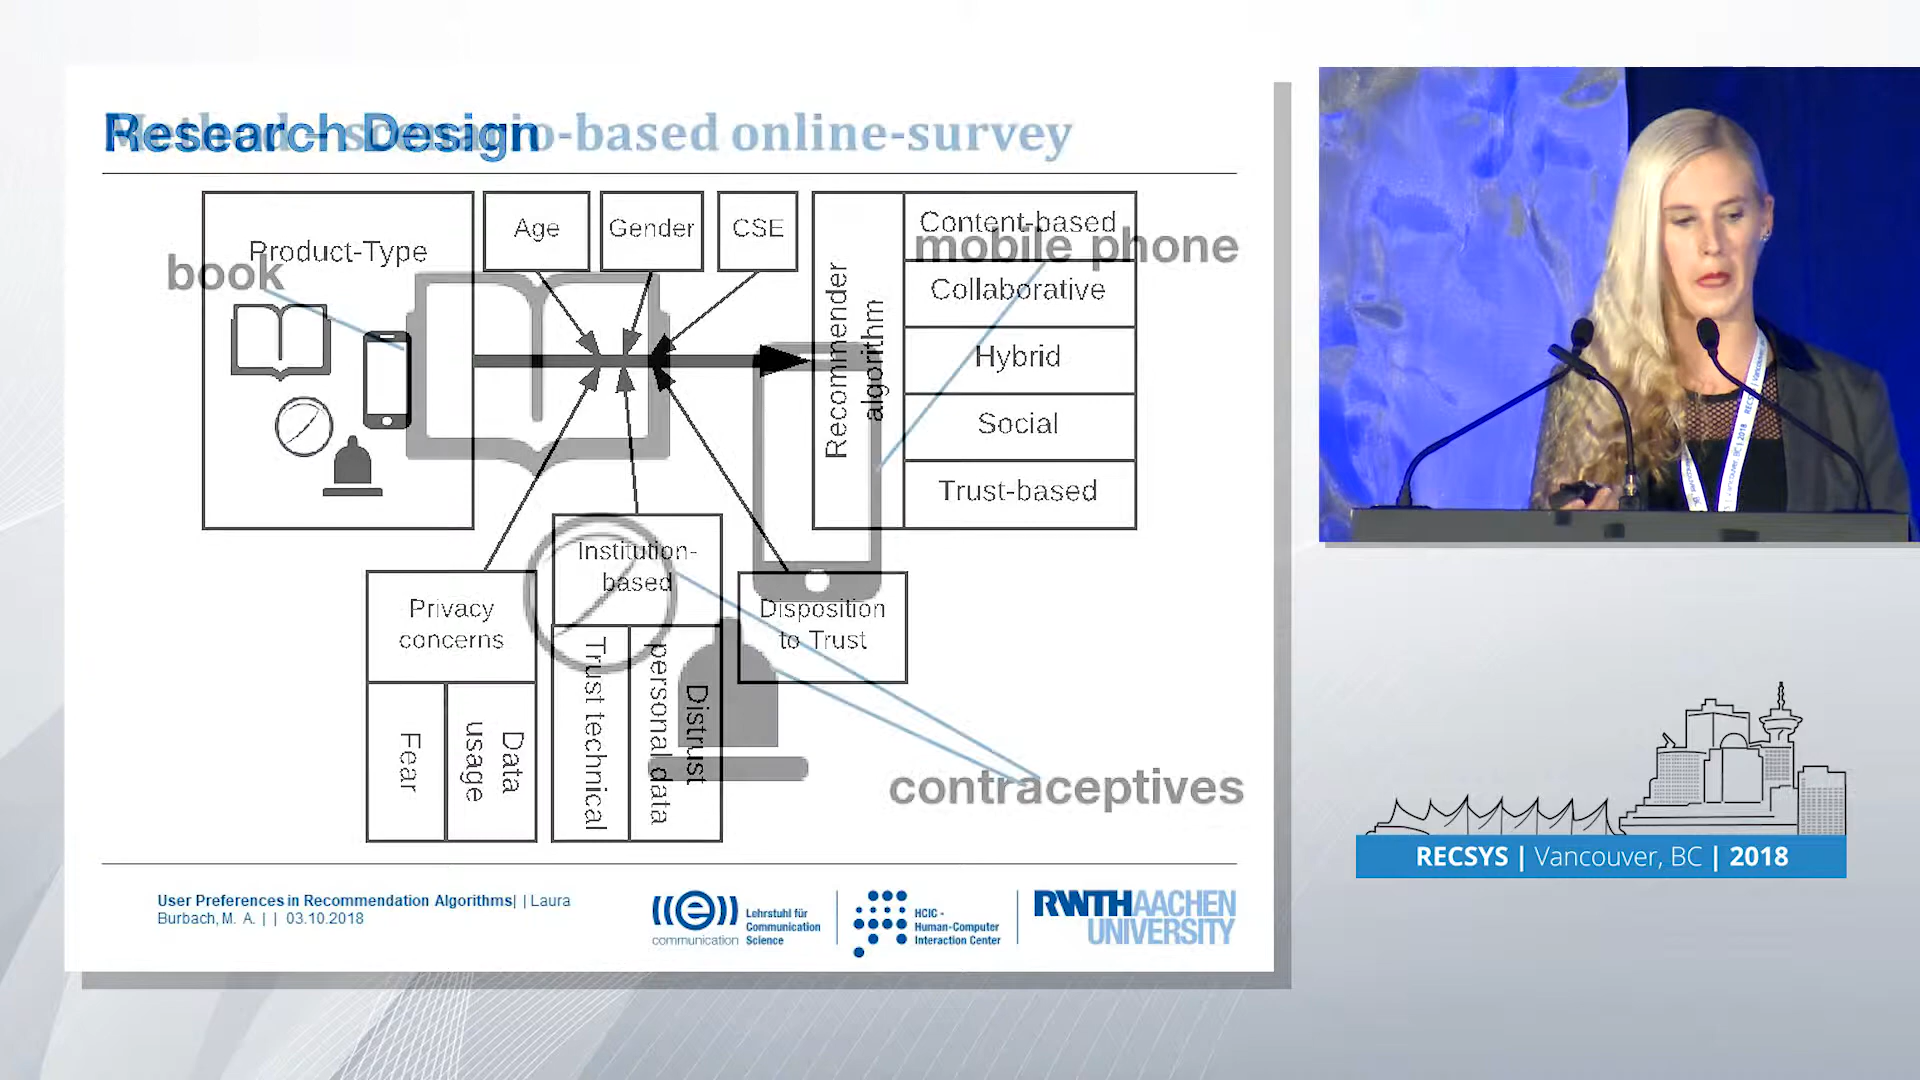 Research Design
Method – scenario-based online-survey
Product-Type
book
Age
Gender
CSE
Recommender
algorithm
Content-based
mobile phone
Collaborative
Hybrid
Social
Trust-based
Privacy
concerns
Fear
Data
usage
Institution-
based
Trust technical
Distrust
personal data
Disposition
to Trust
contraceptives
User Preferences in Recommendation Algorithms| | Laura
Burbach, M. A. | | 03.10.2018
((e))
communication
Lehrstuhl für
Communication
Science
HCIC -
Human-Computer
Interaction Center
RWTHAACHEN
UNIVERSITY
RECSYS | Vancouver, BC | 2018